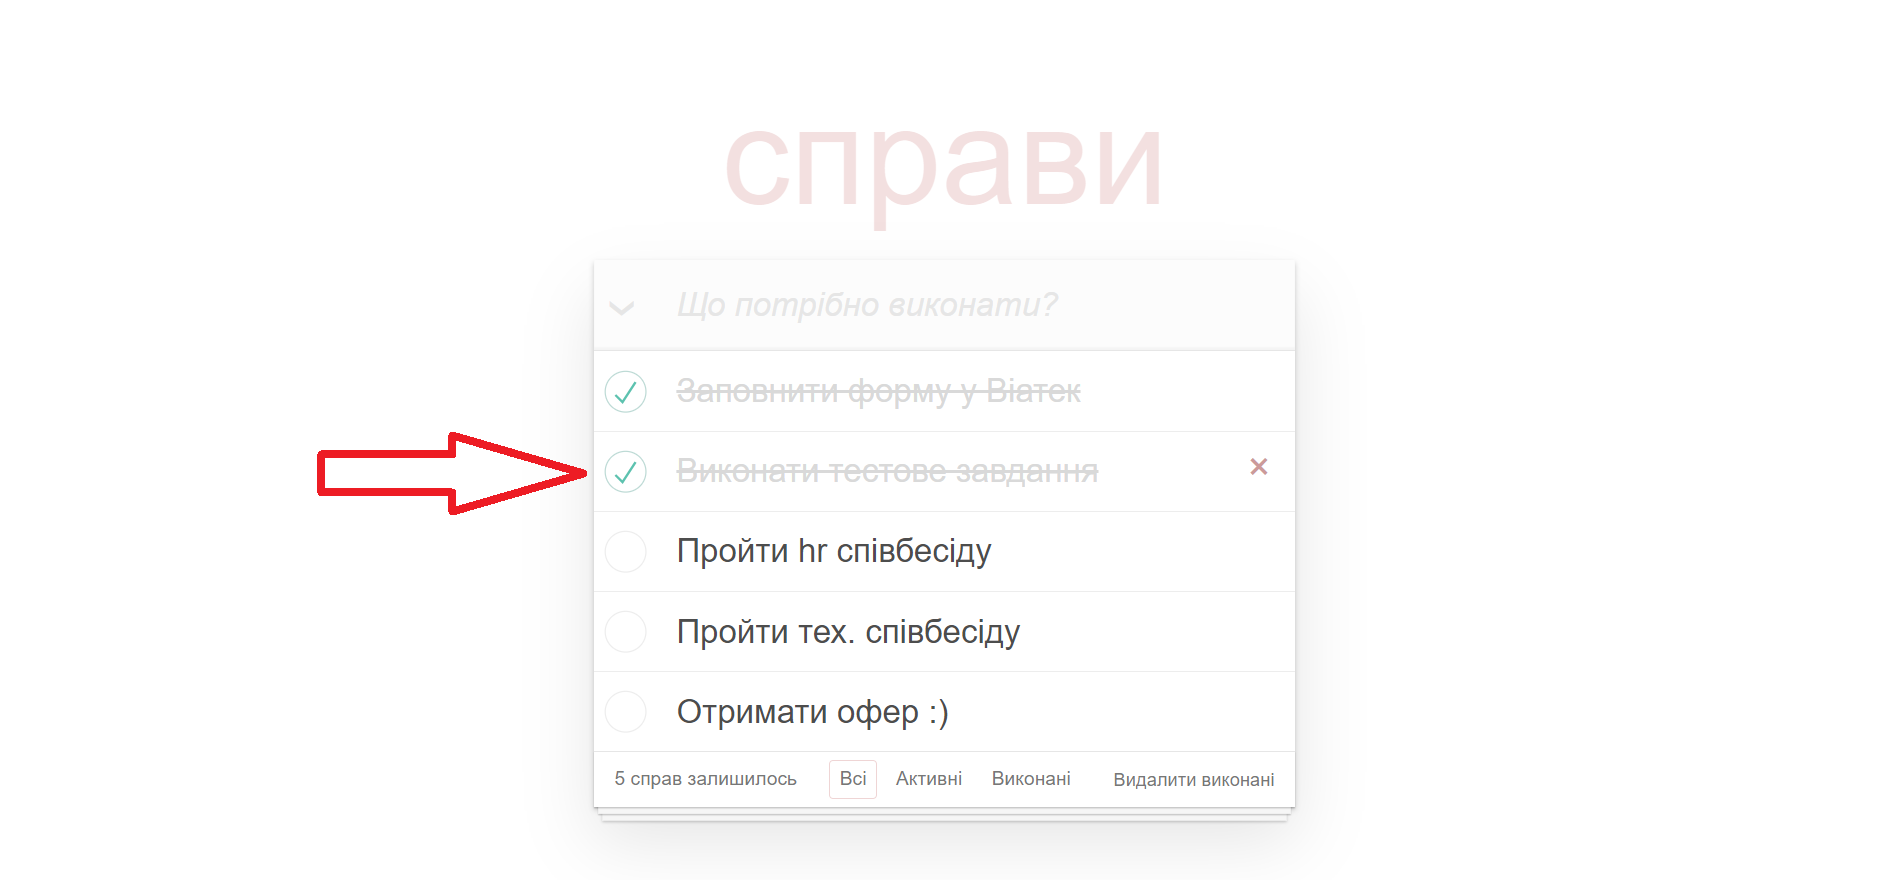 справи
Що потрібно виконати?
Заповнити форму у Віатек
Виконати тестове завдання
Пройти hr співбесіду
Пройти тех. співбесіду
Отримати офер :)
5 справ залишилось Всі Активні Виконані Видалити виконані